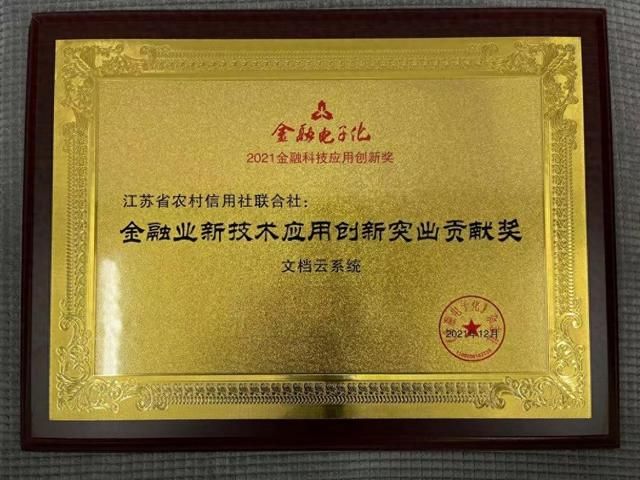 金融电子化
2021金融科技应用创新奖
江苏省农村信用社联合社:
金融业新技术应用创新突出贡献奖
文档云系统
2021年12月